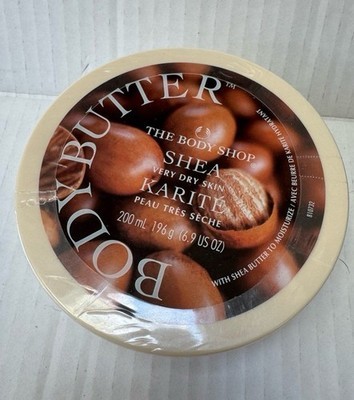 BODY BUTTER™
THE BODY SHOP
SHEA
VERY DRY SKIN
KARITÉ
PEAU TRÈS SÈCHE
200 mL 196 g (6,9 US OZ)
WITH SHEA BUTTER TO MOISTURIZE / AVEC BEURRE DE KARITÉ HYDRATANT